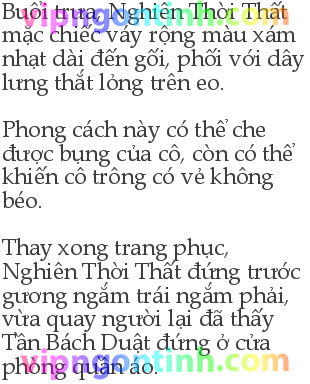 Buổi trưa, Nghiên Thời Thất
mặc chiếc váy rộng màu xám
nhạt dài đến gối, phối với dây
lưng thắt lỏng trên eo.
Phong cách này có thể che
được bụng của cô, còn có thể
khiến cô trông có vẻ không
béo.
Thay xong trang phục,
Nghiên Thời Thất đứng trước
gương ngắm trái ngắm phải,
vừa quay người lại đã thấy
Tần Bách Duật đứng ở cửa
phòng quần áo.
vipngontinh.com
vipngontinh.com